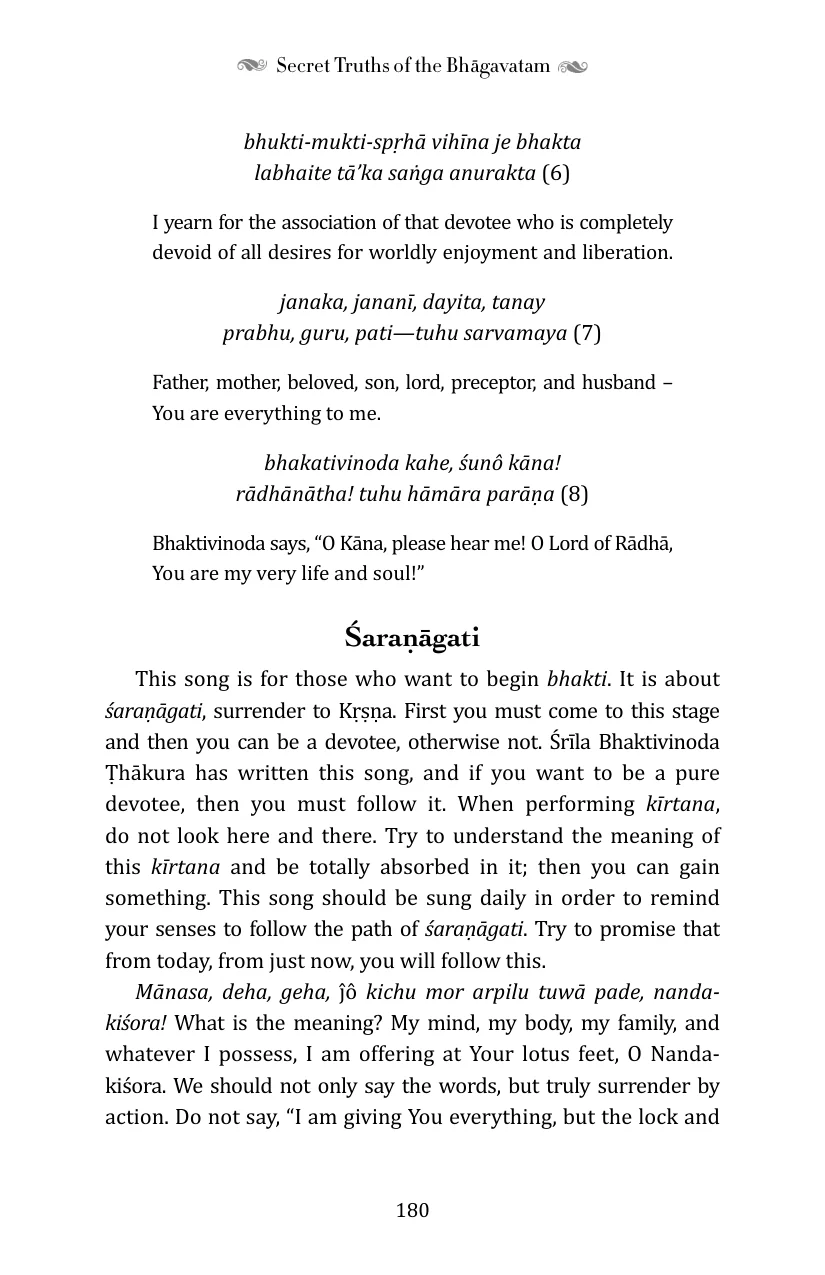 Secret Truths of the Bhāgavatam
bhukti-mukti-spṛhā vihīna je bhakta
labhaite tā’ka saṅga anurakta (6)
I yearn for the association of that devotee who is completely
devoid of all desires for worldly enjoyment and liberation.
janaka, jananī, dayita, tanay
prabhu, guru, pati—tuhu sarvamaya (7)
Father, mother, beloved, son, lord, preceptor, and husband –
You are everything to me.
bhakativinoda kahe, śunô kāna!
rādhānātha! tuhu hāmāra parāṇa (8)
Bhaktivinoda says, “O Kāna, please hear me! O Lord of Rādhā,
You are my very life and soul!”
Śaraṇāgati
This song is for those who want to begin bhakti. It is about
śaraṇāgati, surrender to Kṛṣṇa. First you must come to this stage
and then you can be a devotee, otherwise not. Śrīla Bhaktivinoda
Ṭhākura has written this song, and if you want to be a pure
devotee, then you must follow it. When performing kīrtana,
do not look here and there. Try to understand the meaning of
this kīrtana and be totally absorbed in it; then you can gain
something. This song should be sung daily in order to remind
your senses to follow the path of śaraṇāgati. Try to promise that
from today, from just now, you will follow this.
Mānasa, deha, geha, ĵô kichu mor arpilu tuwā pade, nanda-
kiśora! What is the meaning? My mind, my body, my family, and
whatever I possess, I am offering at Your lotus feet, O Nanda-
kiśora. We should not only say the words, but truly surrender by
action. Do not say, “I am giving You everything, but the lock and
180